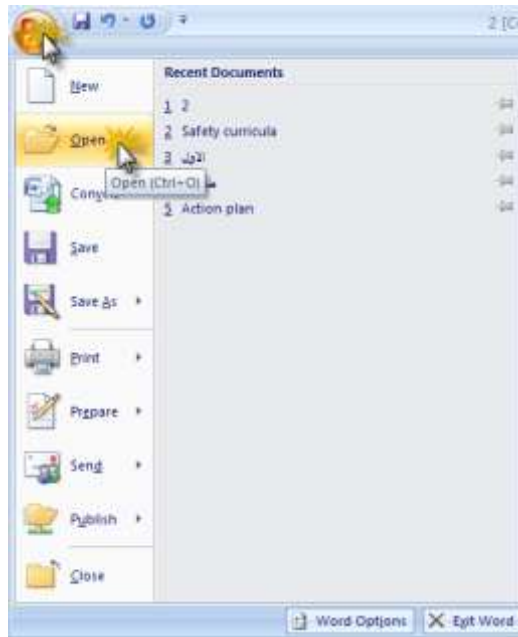 2 [C
New
Open
Open (Ctrl+O)
Save
Save As
Print
Prepare
Send
Publish
Close
Recent Documents
1 2
2 Safety curricula
3 الاول
5 Action plan
Word Options
Exit Word